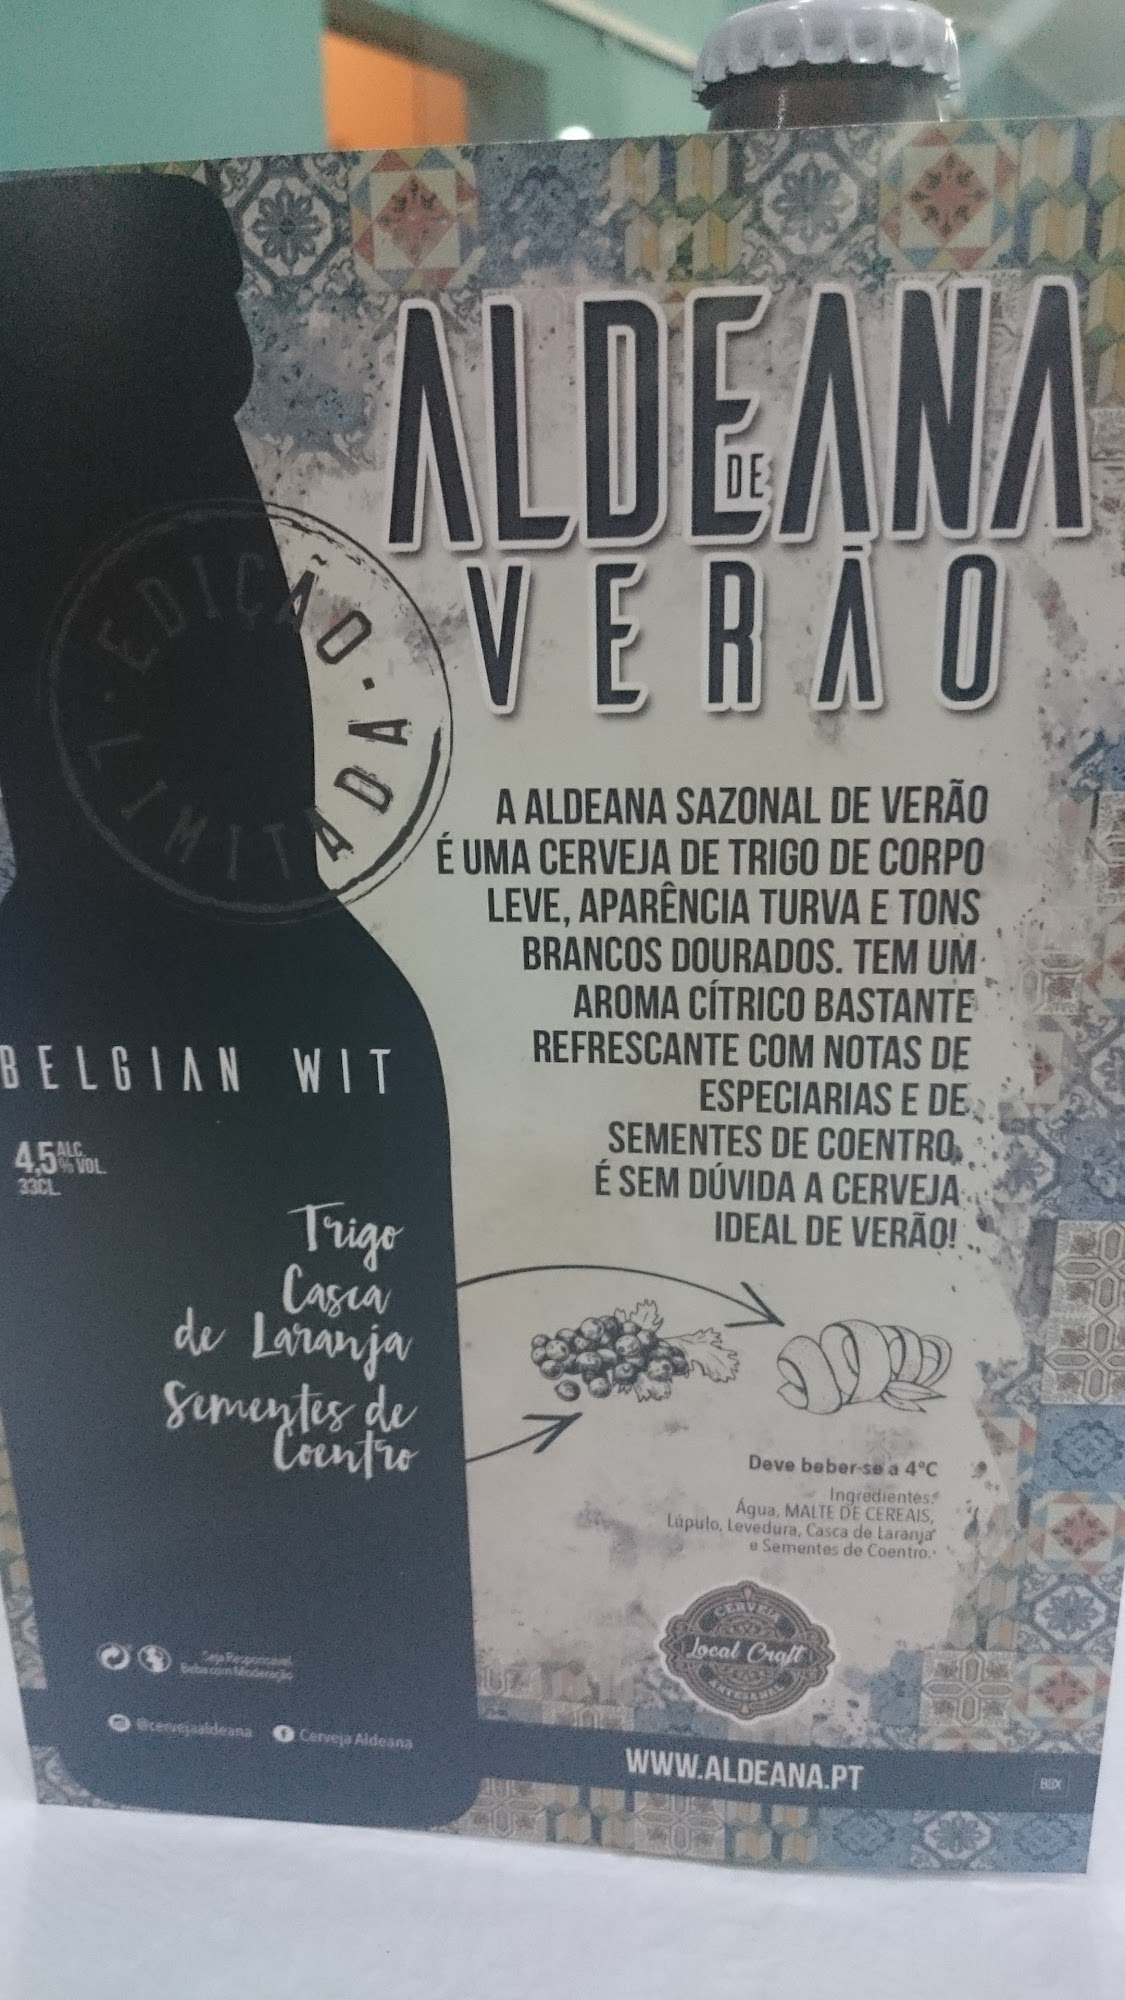 ALDEANA
DE
VERÃO
EDIÇÃO
LIMITADA
A ALDEANA SAZONAL DE VERÃO
É UMA CERVEJA DE TRIGO DE CORPO
LEVE, APARÊNCIA TURVA E TONS
BRANCOS DOURADOS. TEM UM
AROMA CÍTRICO BASTANTE
REFRESCANTE COM NOTAS DE
ESPECIARIAS E DE
SEMENTES DE COENTRO,
É SEM DÚVIDA A CERVEJA
IDEAL DE VERÃO!
BELGIAN WIT
4,5 ALC.
% VOL.
33CL
Trigo
Casca
de Laranja
Sementes de
Coentro
Deve beber-se a 4ºC
Ingredientes:
Água, MALTE DE CEREAIS,
Lúpulo, Levedura, Casca de Laranja
e Sementes de Coentro.
CERVEJA
Local Craft
ARTESANAL
Seja Responsável
Beba com Moderação
@cervejaaldeana
Cerveja Aldeana
WWW.ALDEANA.PT
BOX